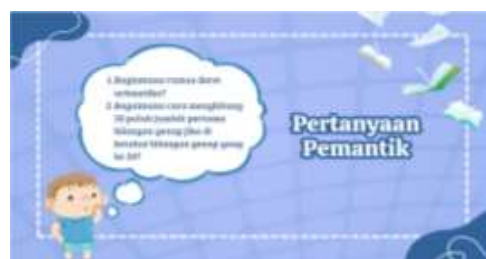 1. Bagaimana rumus deret
aritmatika?
2. Bagaimana cara menghitung
jumlah pertama
bilangan genap jika di
bilangan genap yang
ke
Pertanyaan
Pemantik